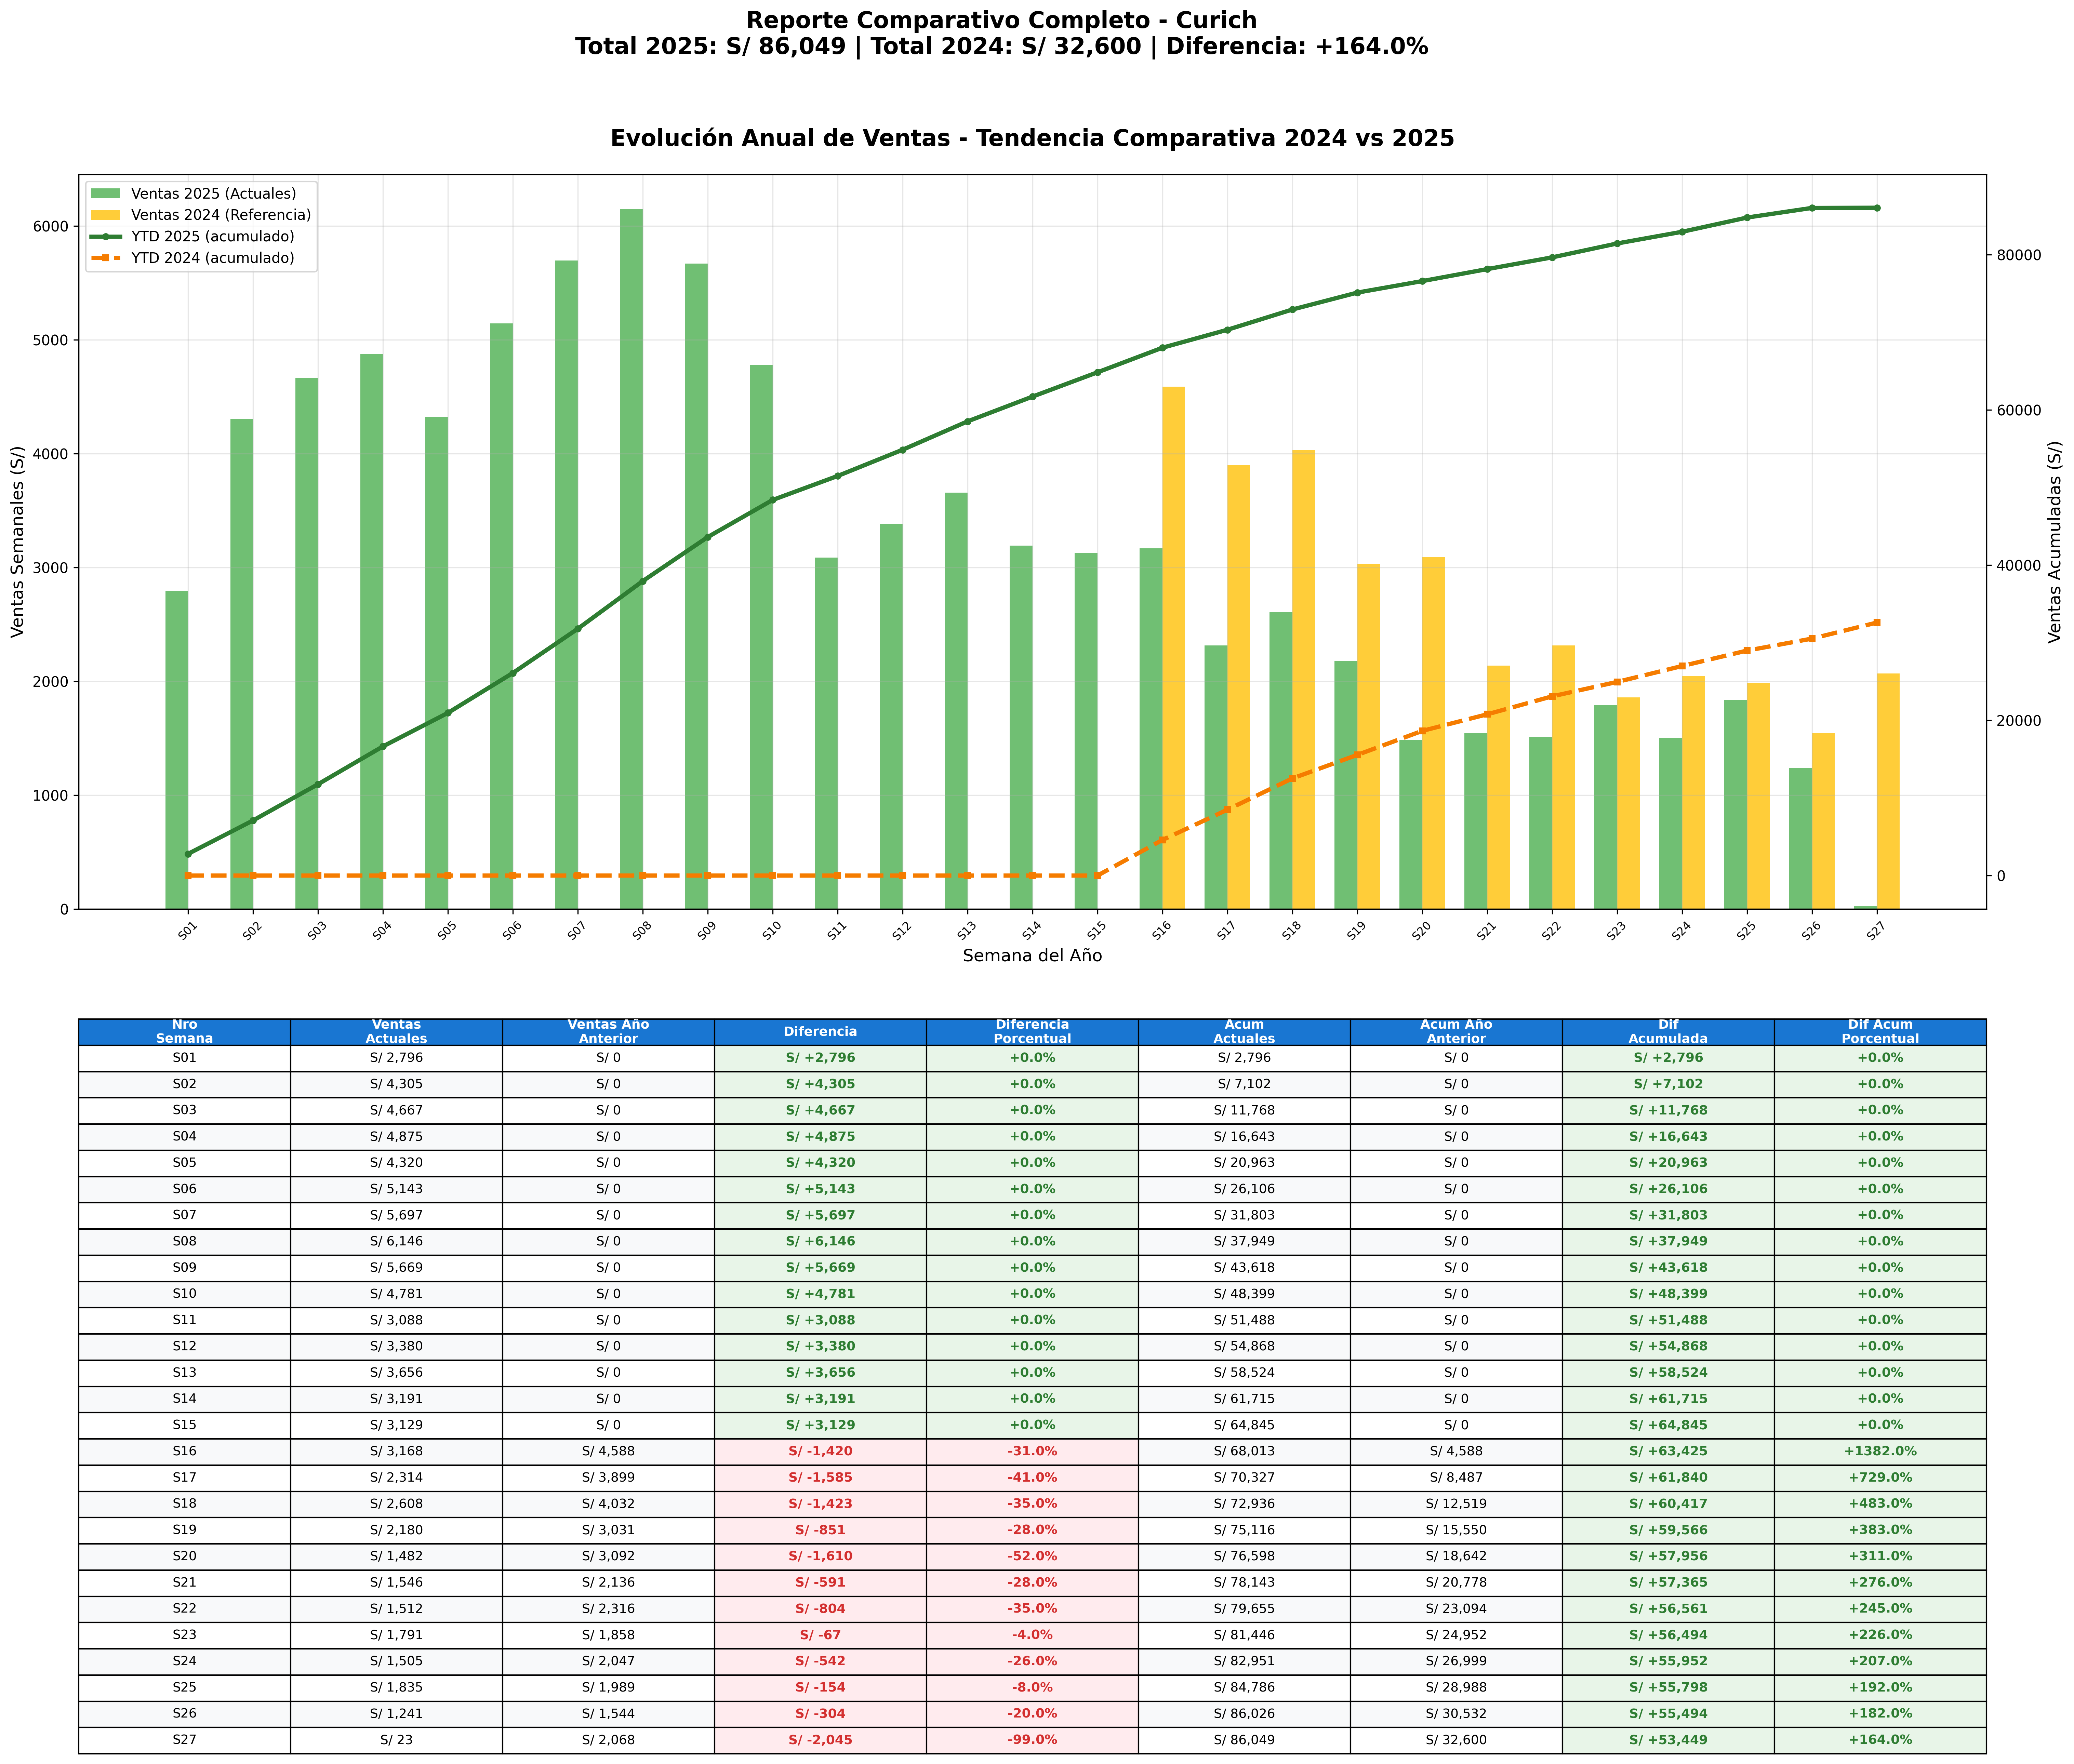 Reporte Comparativo Completo - Curich
Total 2025: S/ 86,049 | Total 2024: S/ 32,600 | Diferencia: +164.0%
Evolución Anual de Ventas - Tendencia Comparativa 2024 vs 2025
Ventas 2025 (Actuales)
Ventas 2024 (Referencia)
YTD 2025 (acumulado)
YTD 2024 (acumulado)
Ventas Semanales (S/)
6000
5000
4000
3000
2000
1000
0
Ventas Acumuladas (S/)
80000
60000
40000
20000
0
S01 S02 S03 S04 S05 S06 S07 S08 S09 S10 S11 S12 S13 S14 S15 S16 S17 S18 S19 S20 S21 S22 S23 S24 S25 S26 S27
Semana del Año
Nro Semana Ventas Actuales Ventas Año Anterior Diferencia Diferencia Porcentual Acum Actuales Acum Año Anterior Dif Acumulada Dif Acum Porcentual
S01 S/ 2,796 S/ 0 S/ +2,796 +0.0% S/ 2,796 S/ 0 S/ +2,796 +0.0%
S02 S/ 4,305 S/ 0 S/ +4,305 +0.0% S/ 7,102 S/ 0 S/ +7,102 +0.0%
S03 S/ 4,667 S/ 0 S/ +4,667 +0.0% S/ 11,768 S/ 0 S/ +11,768 +0.0%
S04 S/ 4,875 S/ 0 S/ +4,875 +0.0% S/ 16,643 S/ 0 S/ +16,643 +0.0%
S05 S/ 4,320 S/ 0 S/ +4,320 +0.0% S/ 20,963 S/ 0 S/ +20,963 +0.0%
S06 S/ 5,143 S/ 0 S/ +5,143 +0.0% S/ 26,106 S/ 0 S/ +26,106 +0.0%
S07 S/ 5,697 S/ 0 S/ +5,697 +0.0% S/ 31,803 S/ 0 S/ +31,803 +0.0%
S08 S/ 6,146 S/ 0 S/ +6,146 +0.0% S/ 37,949 S/ 0 S/ +37,949 +0.0%
S09 S/ 5,669 S/ 0 S/ +5,669 +0.0% S/ 43,618 S/ 0 S/ +43,618 +0.0%
S10 S/ 4,781 S/ 0 S/ +4,781 +0.0% S/ 48,399 S/ 0 S/ +48,399 +0.0%
S11 S/ 3,088 S/ 0 S/ +3,088 +0.0% S/ 51,488 S/ 0 S/ +51,488 +0.0%
S12 S/ 3,380 S/ 0 S/ +3,380 +0.0% S/ 54,868 S/ 0 S/ +54,868 +0.0%
S13 S/ 3,656 S/ 0 S/ +3,656 +0.0% S/ 58,524 S/ 0 S/ +58,524 +0.0%
S14 S/ 3,191 S/ 0 S/ +3,191 +0.0% S/ 61,715 S/ 0 S/ +61,715 +0.0%
S15 S/ 3,129 S/ 0 S/ +3,129 +0.0% S/ 64,845 S/ 0 S/ +64,845 +0.0%
S16 S/ 3,168 S/ 4,588 S/ -1,420 -31.0% S/ 68,013 S/ 4,588 S/ +63,425 +1382.0%
S17 S/ 2,314 S/ 3,899 S/ -1,585 -41.0% S/ 70,327 S/ 8,487 S/ +61,840 +729.0%
S18 S/ 2,608 S/ 4,032 S/ -1,423 -35.0% S/ 72,936 S/ 12,519 S/ +60,417 +483.0%
S19 S/ 2,180 S/ 3,031 S/ -851 -28.0% S/ 75,116 S/ 15,550 S/ +59,566 +383.0%
S20 S/ 1,482 S/ 3,092 S/ -1,610 -52.0% S/ 76,598 S/ 18,642 S/ +57,956 +311.0%
S21 S/ 1,546 S/ 2,136 S/ -591 -28.0% S/ 78,143 S/ 20,778 S/ +57,365 +276.0%
S22 S/ 1,512 S/ 2,316 S/ -804 -35.0% S/ 79,655 S/ 23,094 S/ +56,561 +245.0%
S23 S/ 1,791 S/ 1,858 S/ -67 -4.0% S/ 81,446 S/ 24,952 S/ +56,494 +226.0%
S24 S/ 1,505 S/ 2,047 S/ -542 -26.0% S/ 82,951 S/ 26,999 S/ +55,952 +207.0%
S25 S/ 1,835 S/ 1,989 S/ -154 -8.0% S/ 84,786 S/ 28,988 S/ +55,798 +192.0%
S26 S/ 1,241 S/ 1,544 S/ -304 -20.0% S/ 86,026 S/ 30,532 S/ +55,494 +182.0%
S27 S/ 23 S/ 2,068 S/ -2,045 -99.0% S/ 86,049 S/ 32,600 S/ +53,449 +164.0%